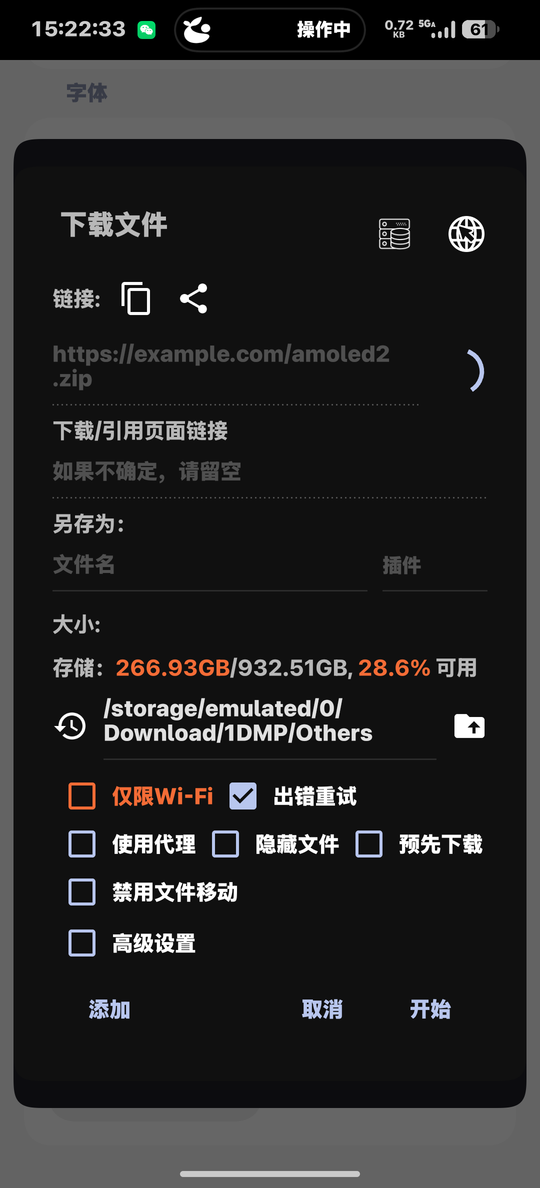 15:22:33
操作中
0.72 KB
5GA
61
字体
下载文件
链接:
https://example.com/amoled2
.zip
下载/引用页面链接
如果不确定，请留空
另存为:
文件名 插件
大小:
存储: 266.93GB/932.51GB, 28.6% 可用
/storage/emulated/0/
Download/1DMP/Others
仅限Wi-Fi 出错重试
使用代理 隐藏文件 预先下载
禁用文件移动
高级设置
添加 取消 开始